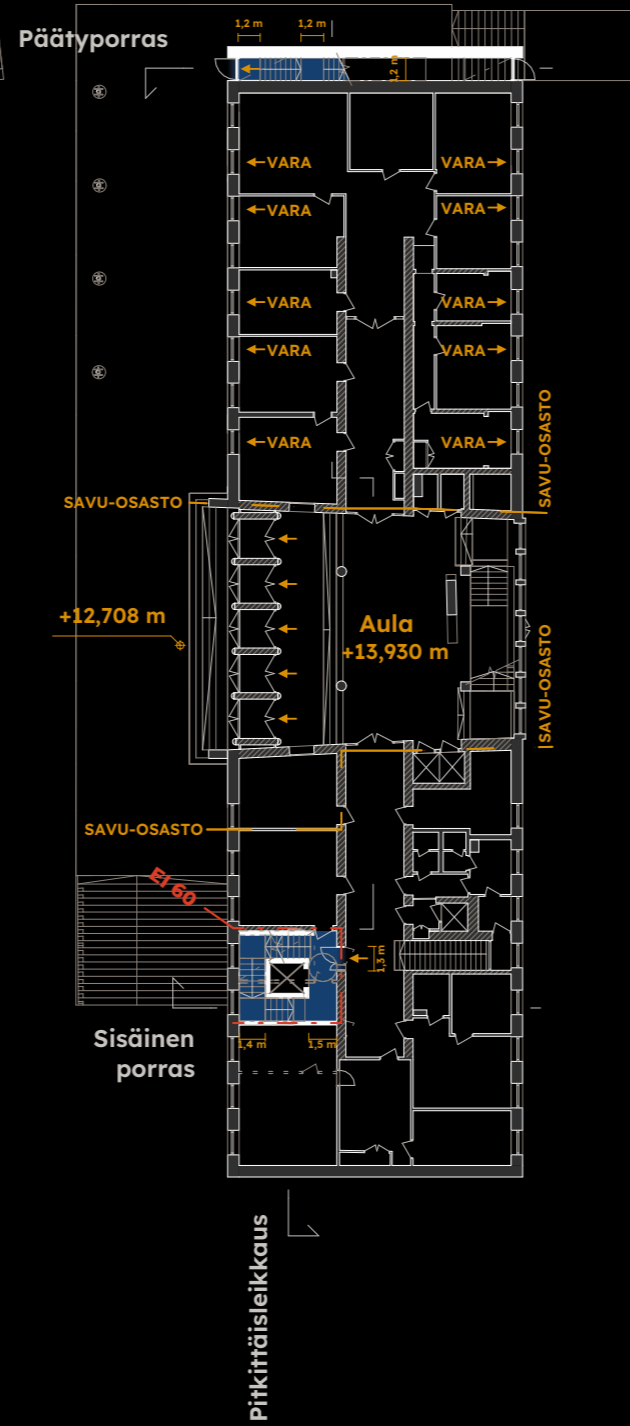 1,2 m
1,2 m
Päätyporras
1,2 m
VARA
VARA
VARA
VARA
VARA
VARA
VARA
VARA
VARA
VARA
SAVU-OSASTO
SAVU-OSASTO
+12,708 m
Aula
+13,930 m
SAVU-OSASTO
SAVU-OSASTO
EI 60
1,3 m
Sisäinen
porras
1,4 m
1,5 m
Pitkittäisleikkaus